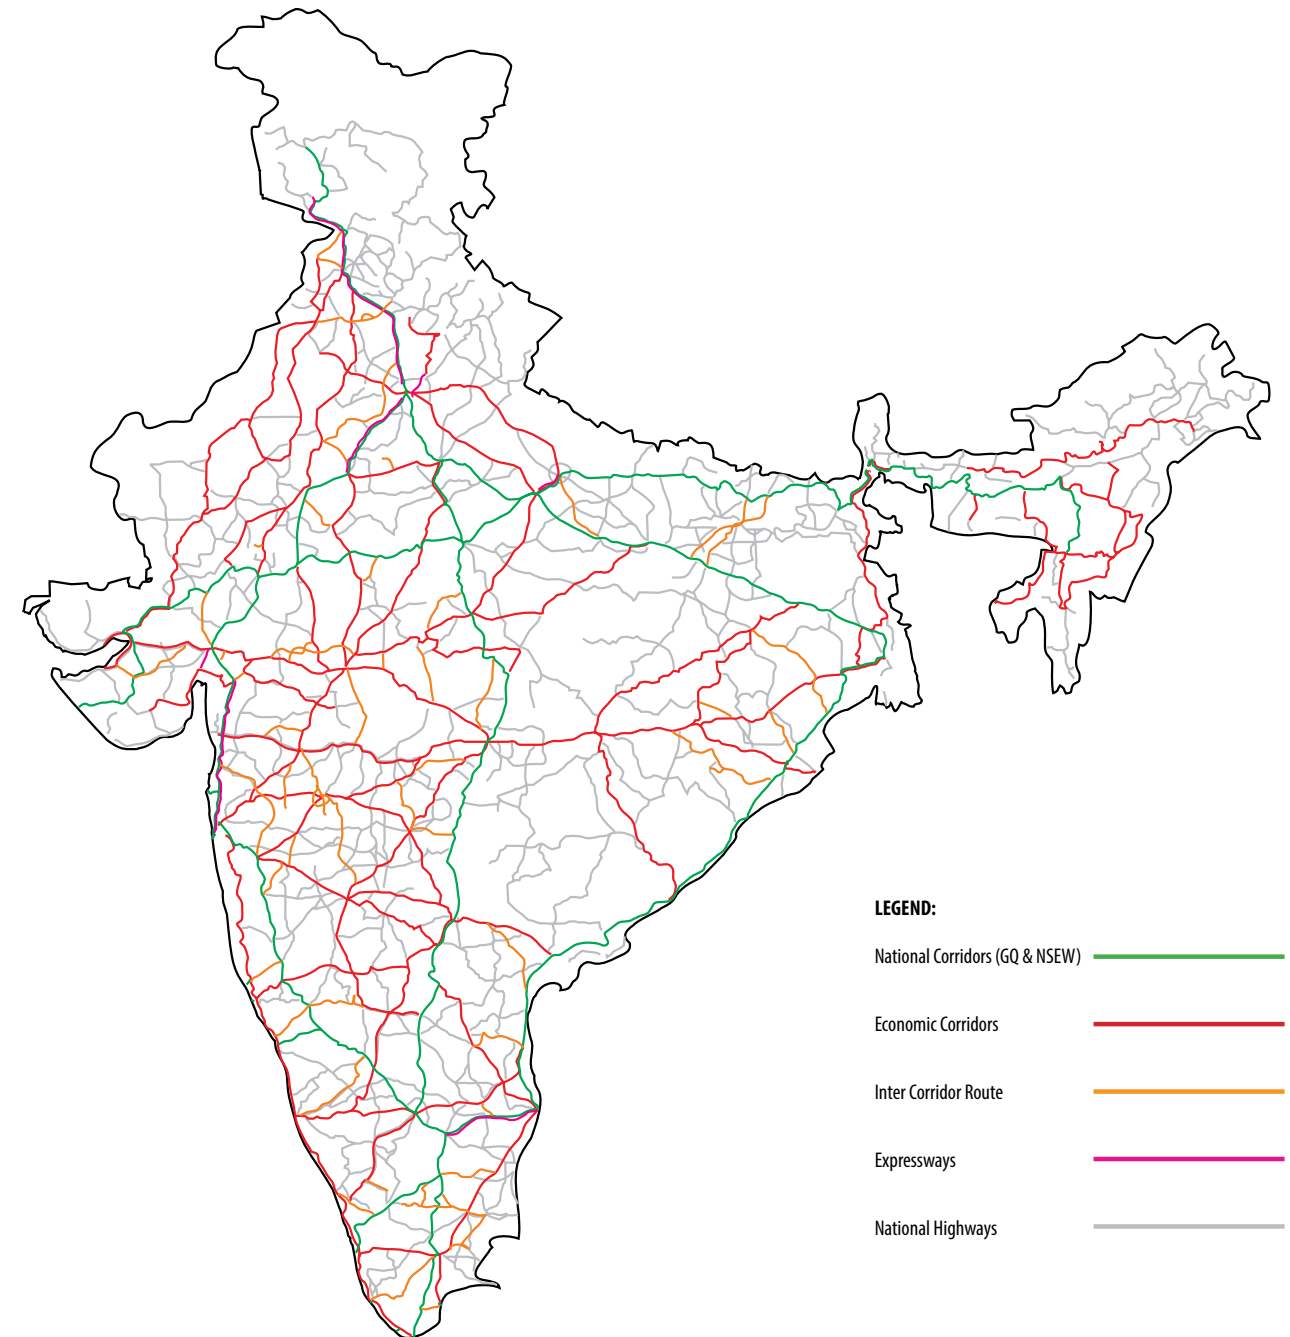 LEGEND:
National Corridors (GQ & NSEW)
Economic Corridors
Inter Corridor Route
Expressways
National Highways